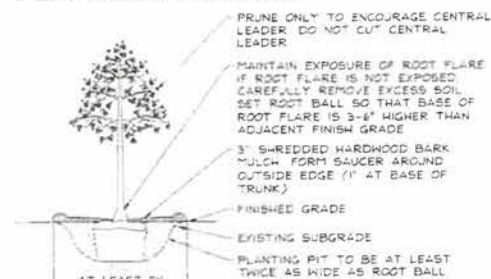 PRUNE ONLY TO ENCOURAGE CENTRAL
LEADER DO NOT CUT CENTRAL
LEADER
MAINTAIN EXPOSURE OF ROOT FLARE
IF ROOT FLARE IS NOT EXPOSED
CAREFULLY REMOVE EXCESS SOIL
SET ROOT BALL SO THAT BASE OF
ROOT FLARE IS 3-6" HIGHER THAN
ADJACENT FINISH GRADE
3" SHREDDED HARDWOOD BARK
MULCH FORM SAUCER AROUND
OUTSIDE EDGE (1" AT BASE OF
TRUNK)
FINISHED GRADE
EXISTING SUBGRADE
PLANTING PIT TO BE AT LEAST
TWICE AS WIDE AS ROOT BALL
AT LEAST